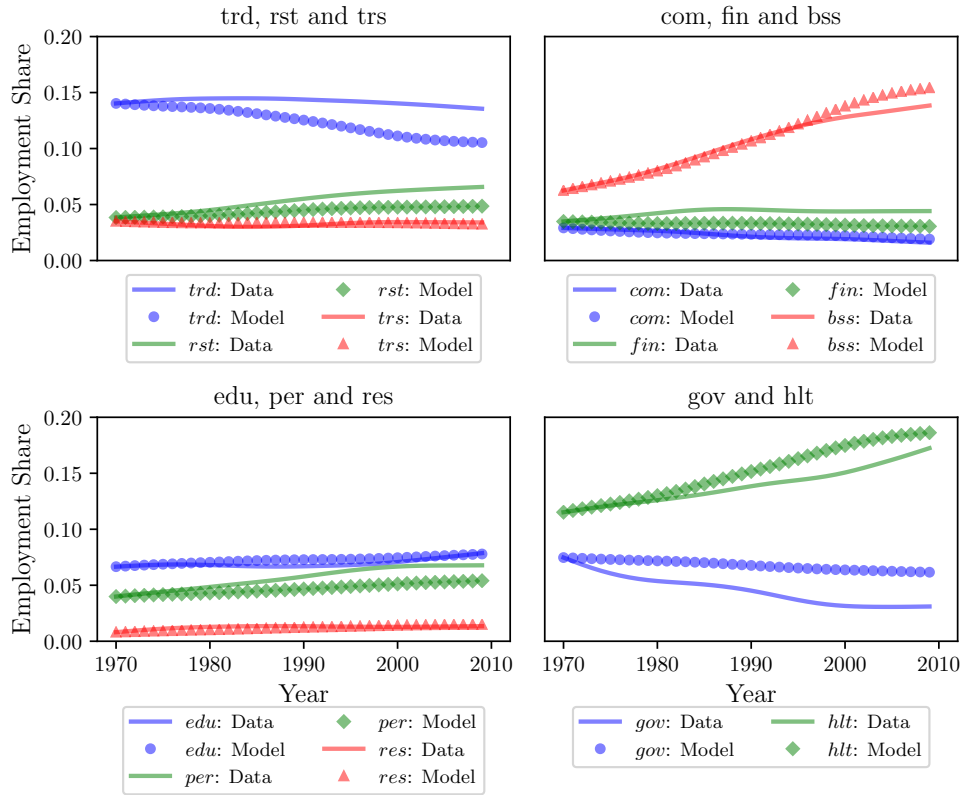 trd, rst and trs
com, fin and bss
Employment Share
0.20
0.15
0.10
0.05
0.00
trd: Data
trd: Model
rst: Data
rst: Model
trs: Data
trs: Model
com: Data
com: Model
fin: Data
fin: Model
bss: Data
bss: Model
edu, per and res
gov and hlt
Employment Share
0.20
0.15
0.10
0.05
0.00
1970 1980 1990 2000 2010
Year
1970 1980 1990 2000 2010
Year
edu: Data
edu: Model
per: Data
per: Model
res: Data
res: Model
gov: Data
gov: Model
hlt: Data
hlt: Model